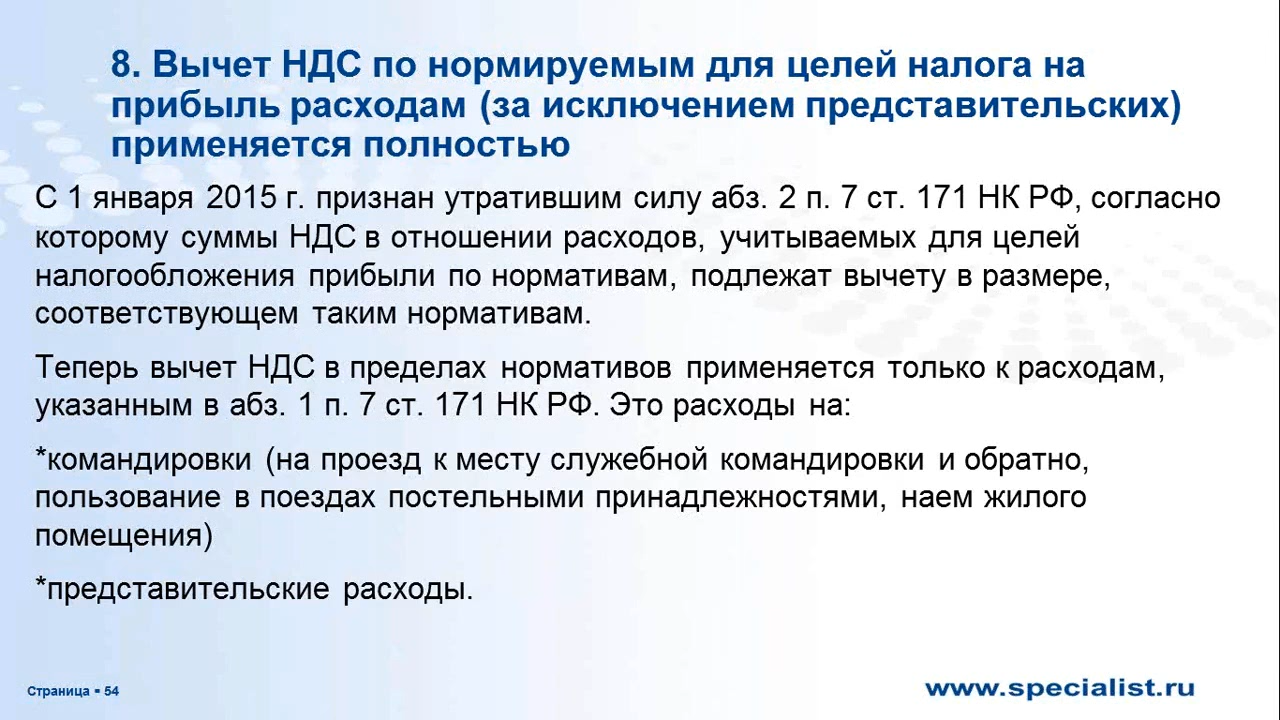 8. Вычет НДС по нормируемым для целей налога на
прибыль расходам (за исключением представительских)
применяется полностью
С 1 января 2015 г. признан утратившим силу абз. 2 п. 7 ст. 171 НК РФ, согласно
которому суммы НДС в отношении расходов, учитываемых для целей
налогообложения прибыли по нормативам, подлежат вычету в размере,
соответствующем таким нормативам.
Теперь вычет НДС в пределах нормативов применяется только к расходам,
указанным в абз. 1 п. 7 ст. 171 НК РФ. Это расходы на:
*командировки (на проезд к месту служебной командировки и обратно,
пользование в поездах постельными принадлежностями, наем жилого
помещения)
*представительские расходы.
Страница ▪ 54
www.specialist.ru